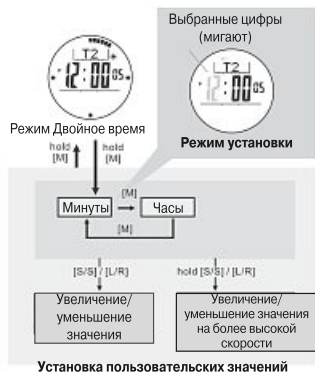 Выбранные цифры
(мигают)
T2
12:00 05
T2
12:00 05
Режим Двойное время
Режим установки
hold
[M]
hold
[M]
Минуты
[M]
Часы
[M]
[S/S] / [L/R]
hold [S/S] / [L/R]
Увеличение/
уменьшение
значения
Увеличение/
уменьшение значения
на более высокой
скорости
Установка пользовательских значений